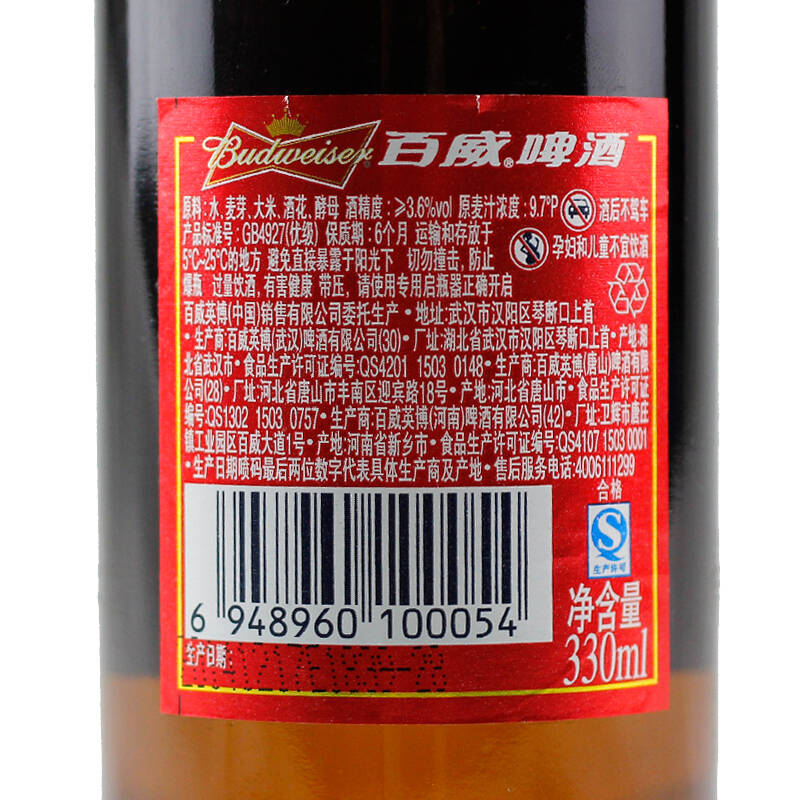 Budweiser 百威®啤酒
原料:水、麦芽、大米、酒花、酵母 酒精度:≥3.6%vol 原麦汁浓度:9.7°P 酒后不驾车
产品标准号:GB4927(优级) 保质期:6个月 运输和存放于
5°C-25°C的地方 避免直接暴露于阳光下 切勿撞击,防止 孕妇和儿童不宜饮酒
爆瓶 过量饮酒,有害健康 带压,请使用专用启瓶器正确开启
百威英博(中国)销售有限公司委托生产·地址:武汉市汉阳区琴断口上首
·生产商:百威英博(武汉)啤酒有限公司(30)·厂址:湖北省武汉市汉阳区琴断口上首·产地:湖
北省武汉市·食品生产许可证编号:QS4201 1503 0148·生产商:百威英博(唐山)啤酒有限
公司(28)·厂址:河北省唐山市丰南区迎宾路18号·产地:河北省唐山市·食品生产许可证
编号:QS1302 1503 0757·生产商:百威英博(河南)啤酒有限公司(42)·厂址:卫辉市唐庄
镇工业园区百威大道1号·产地:河南省新乡市·食品生产许可证编号:QS4107 1503 0001
·生产日期喷码最后两位数字代表具体生产商及产地·售后服务电话:4006111299
合格
QS
生产许可
6 948960 100054
净含量
330ml
生产日期: